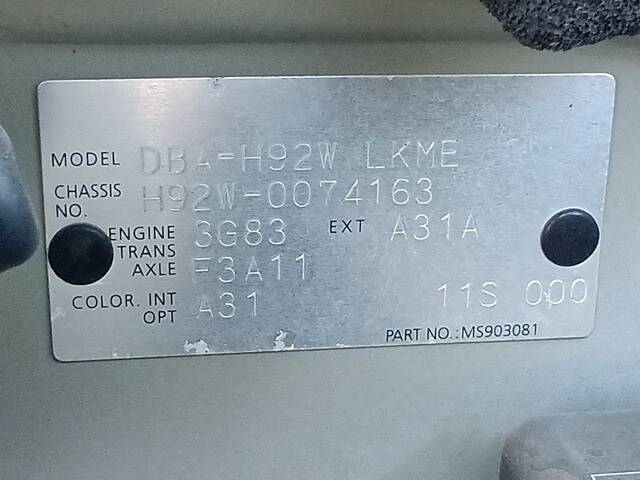 MODEL DBA-H92W LKME
CHASSIS NO. H92W-0074163
ENGINE 3G83 EXT A31A
TRANS AXLE F3A11
COLOR. INT OPT A31 11S 000
PART NO.: MS903081